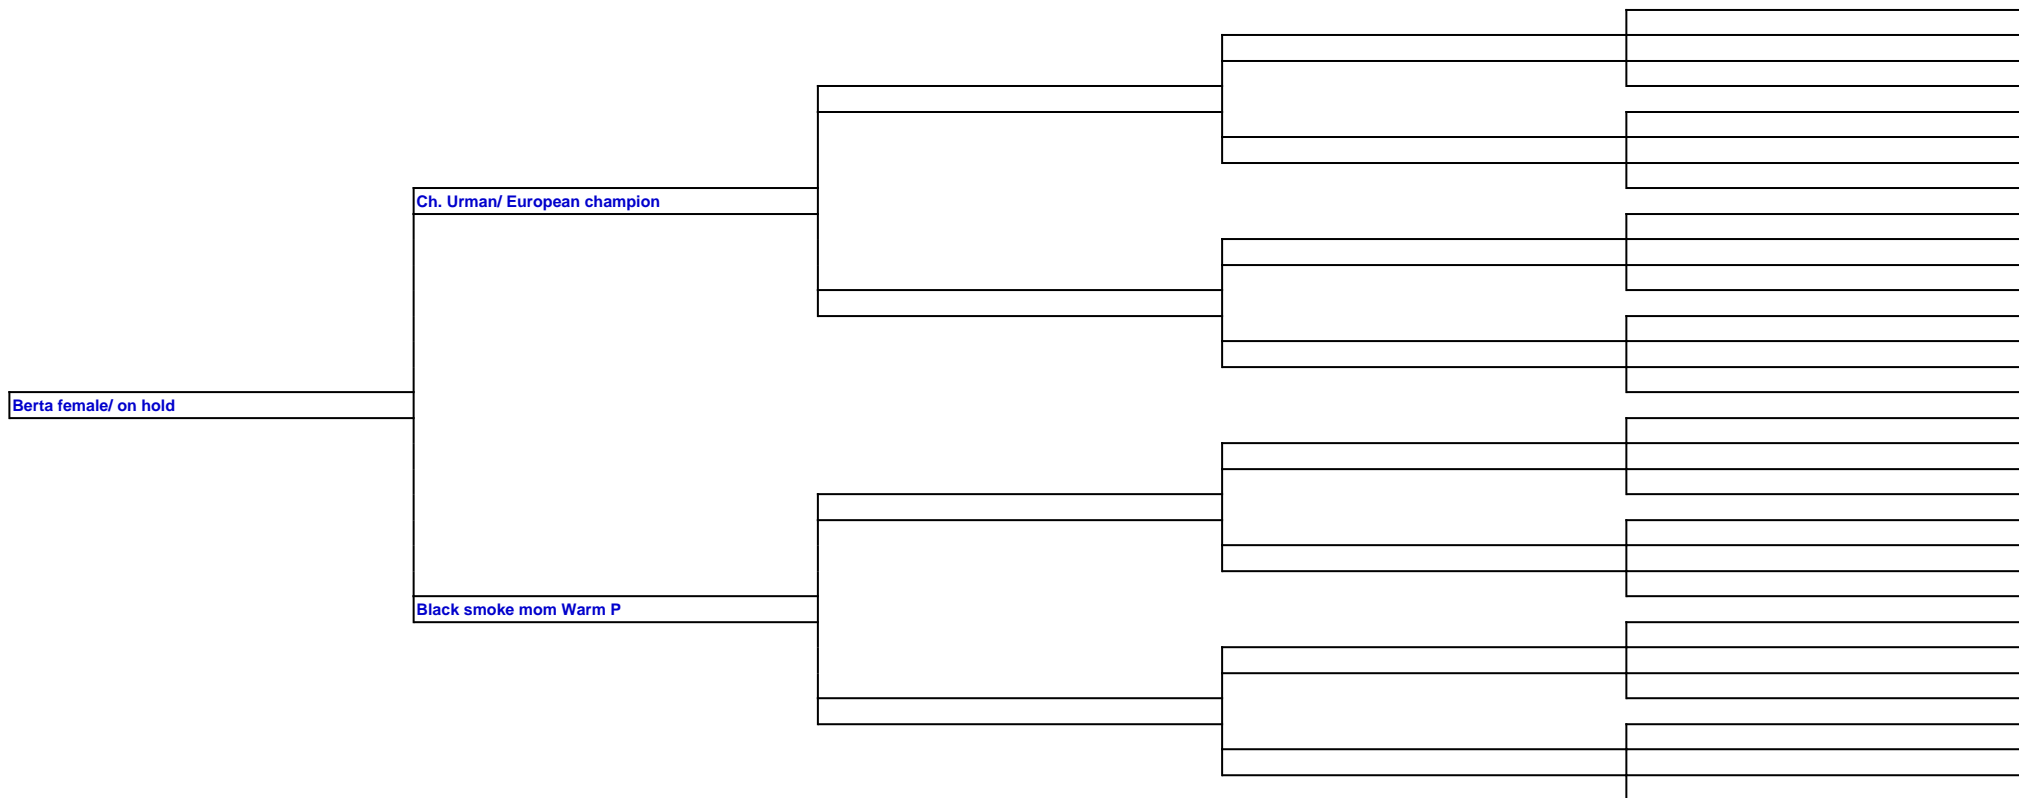 Ch. Urman/ European champion
Berta female/ on hold
Black smoke mom Warm P